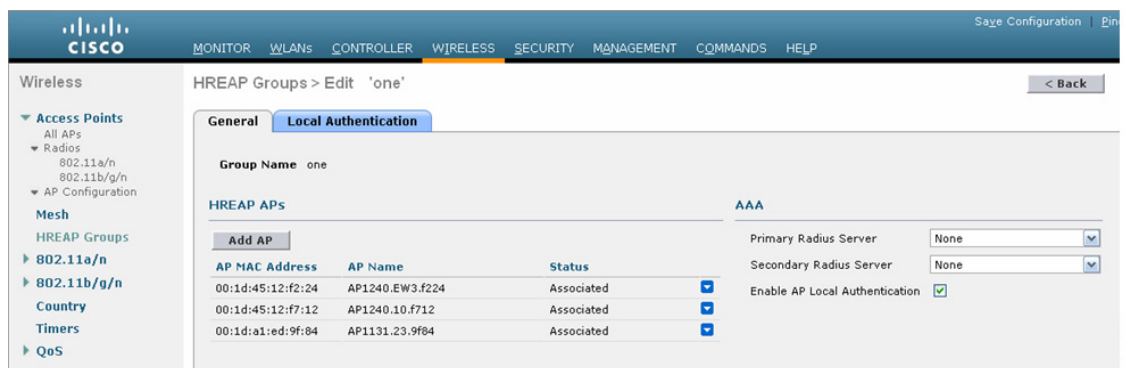 Save Configuration | Pin
CISCO
MONITOR WLANs CONTROLLER WIRELESS SECURITY MANAGEMENT COMMANDS HELP
Wireless
HREAP Groups > Edit 'one'
< Back
Access Points
All APs
Radios
802.11a/n
802.11b/g/n
AP Configuration
Mesh
HREAP Groups
802.11a/n
802.11b/g/n
Country
Timers
QoS
General Local Authentication
Group Name one
HREAP APs
Add AP
AP MAC Address AP Name Status
00:1d:45:12:f2:24 AP1240.EW3.f224 Associated
00:1d:45:12:f7:12 AP1240.10.f712 Associated
00:1d:a1:ed:9f:84 AP1131.23.9f84 Associated
AAA
Primary Radius Server None
Secondary Radius Server None
Enable AP Local Authentication